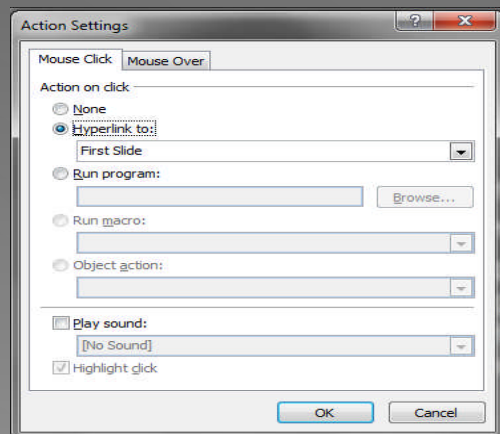 Action Settings
Mouse Click Mouse Over
Action on click
None
Hyperlink to:
First Slide
Run program:
Browse...
Run macro:
Object action:
Play sound:
[No Sound]
Highlight click
OK Cancel